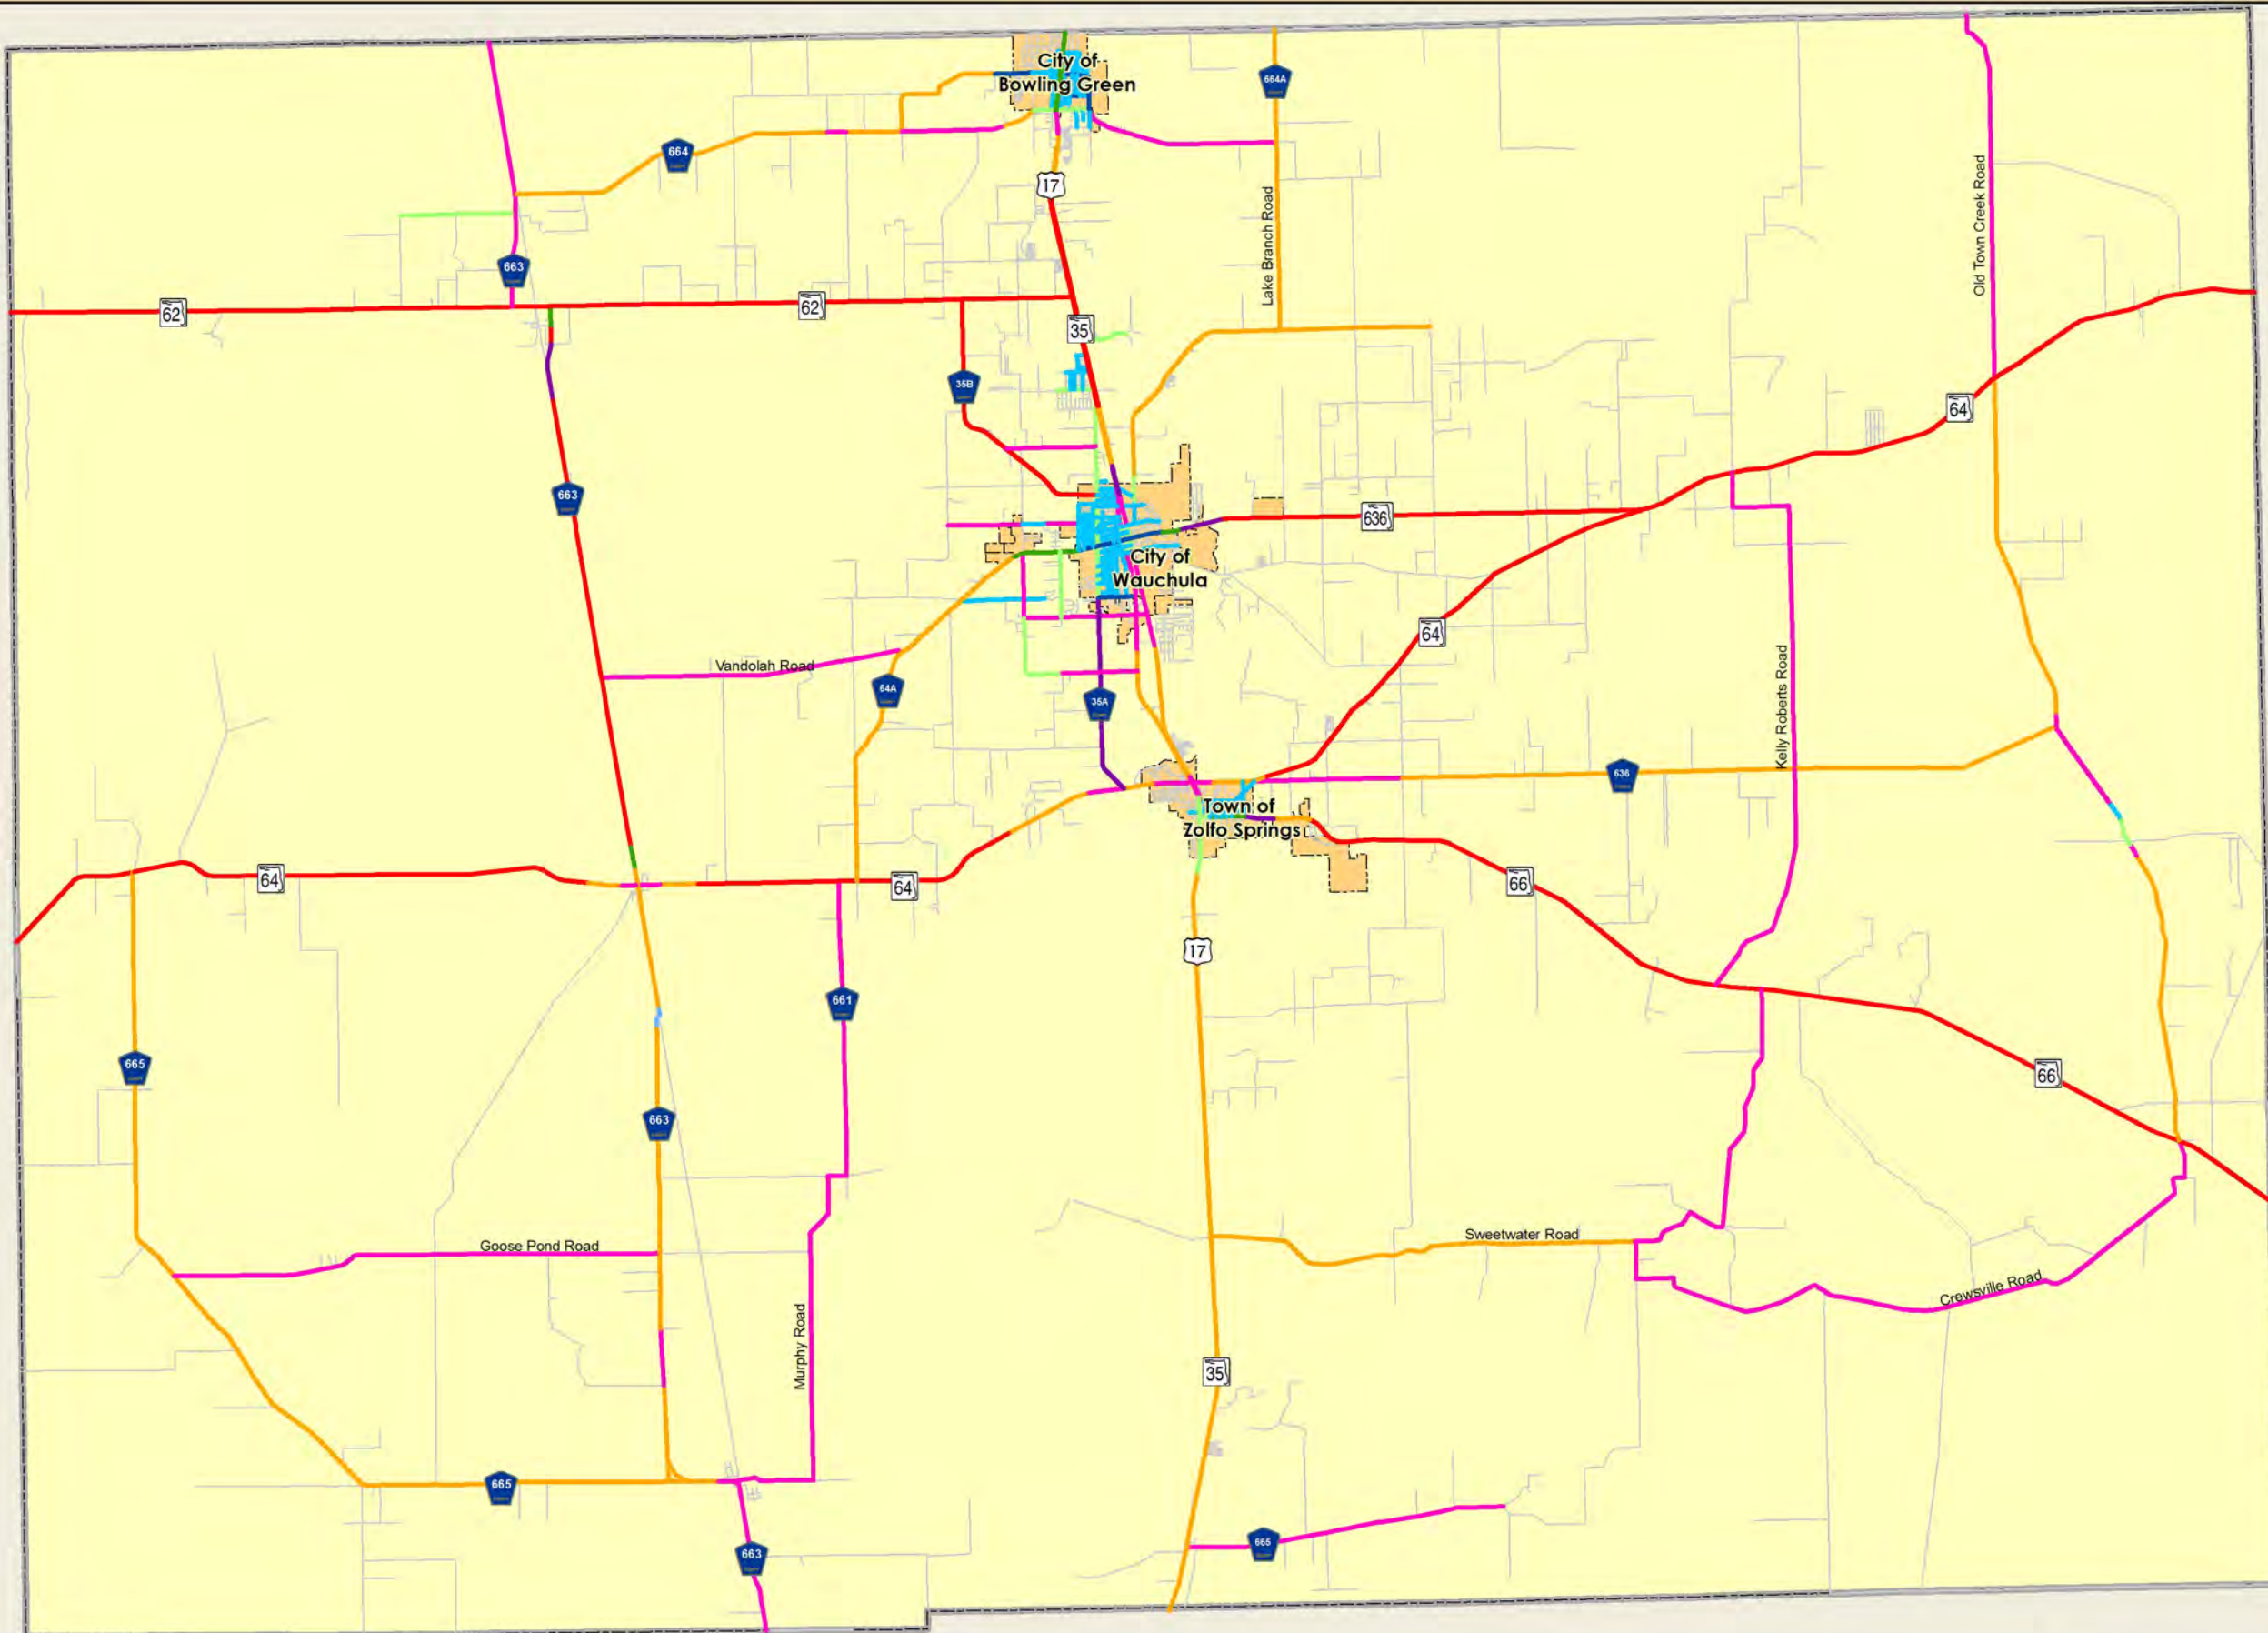 City of
Bowling Green
664A
664
17
Lake Branch Road
Old Town Creek Road
663
62
62
35
35B
64
663
636
City of
Wauchula
64
Vandolah Road
64A
35A
Kelly Roberts Road
636
Town of
Zolfo Springs
64
64
66
17
661
665
66
663
Sweetwater Road
Goose Pond Road
Crewsville Road
Murphy Road
35
665
665
663